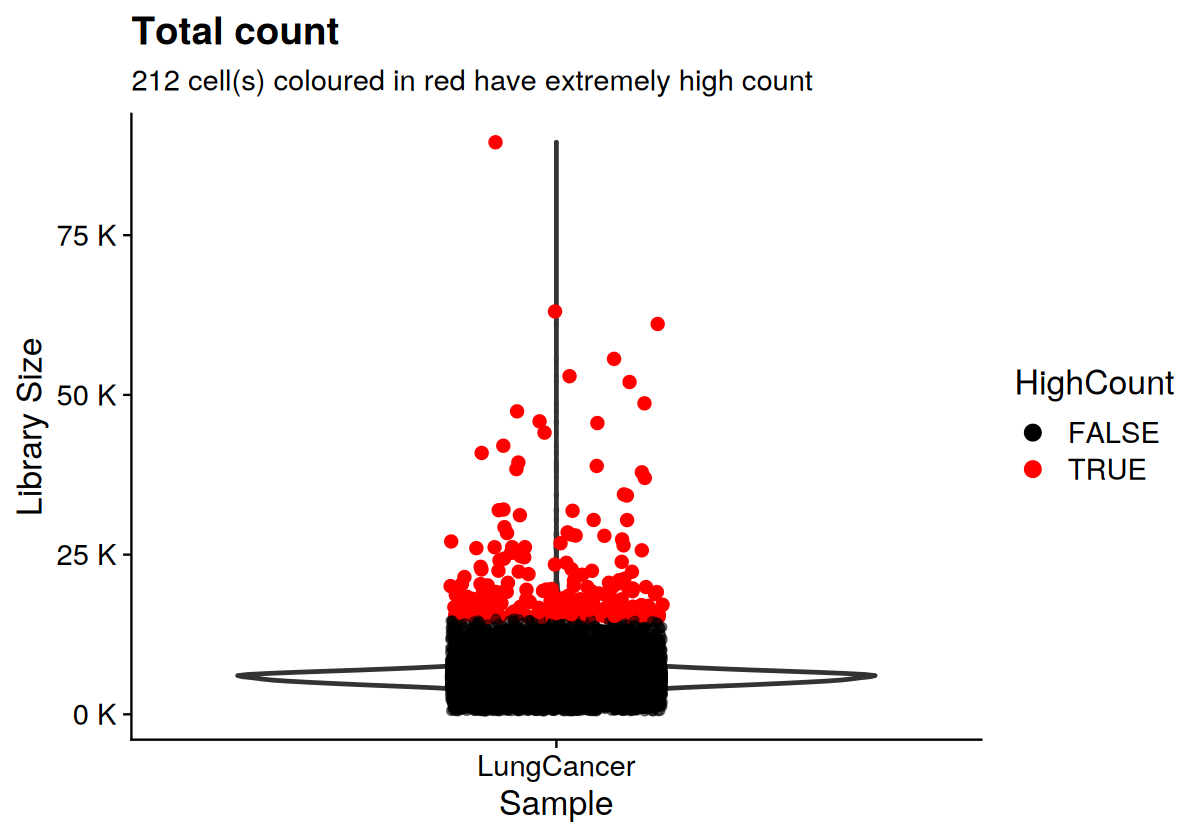 Total count
212 cell(s) coloured in red have extremely high count
75 K
50 K
25 K
0 K
Library Size
LungCancer
Sample
HighCount
FALSE
TRUE